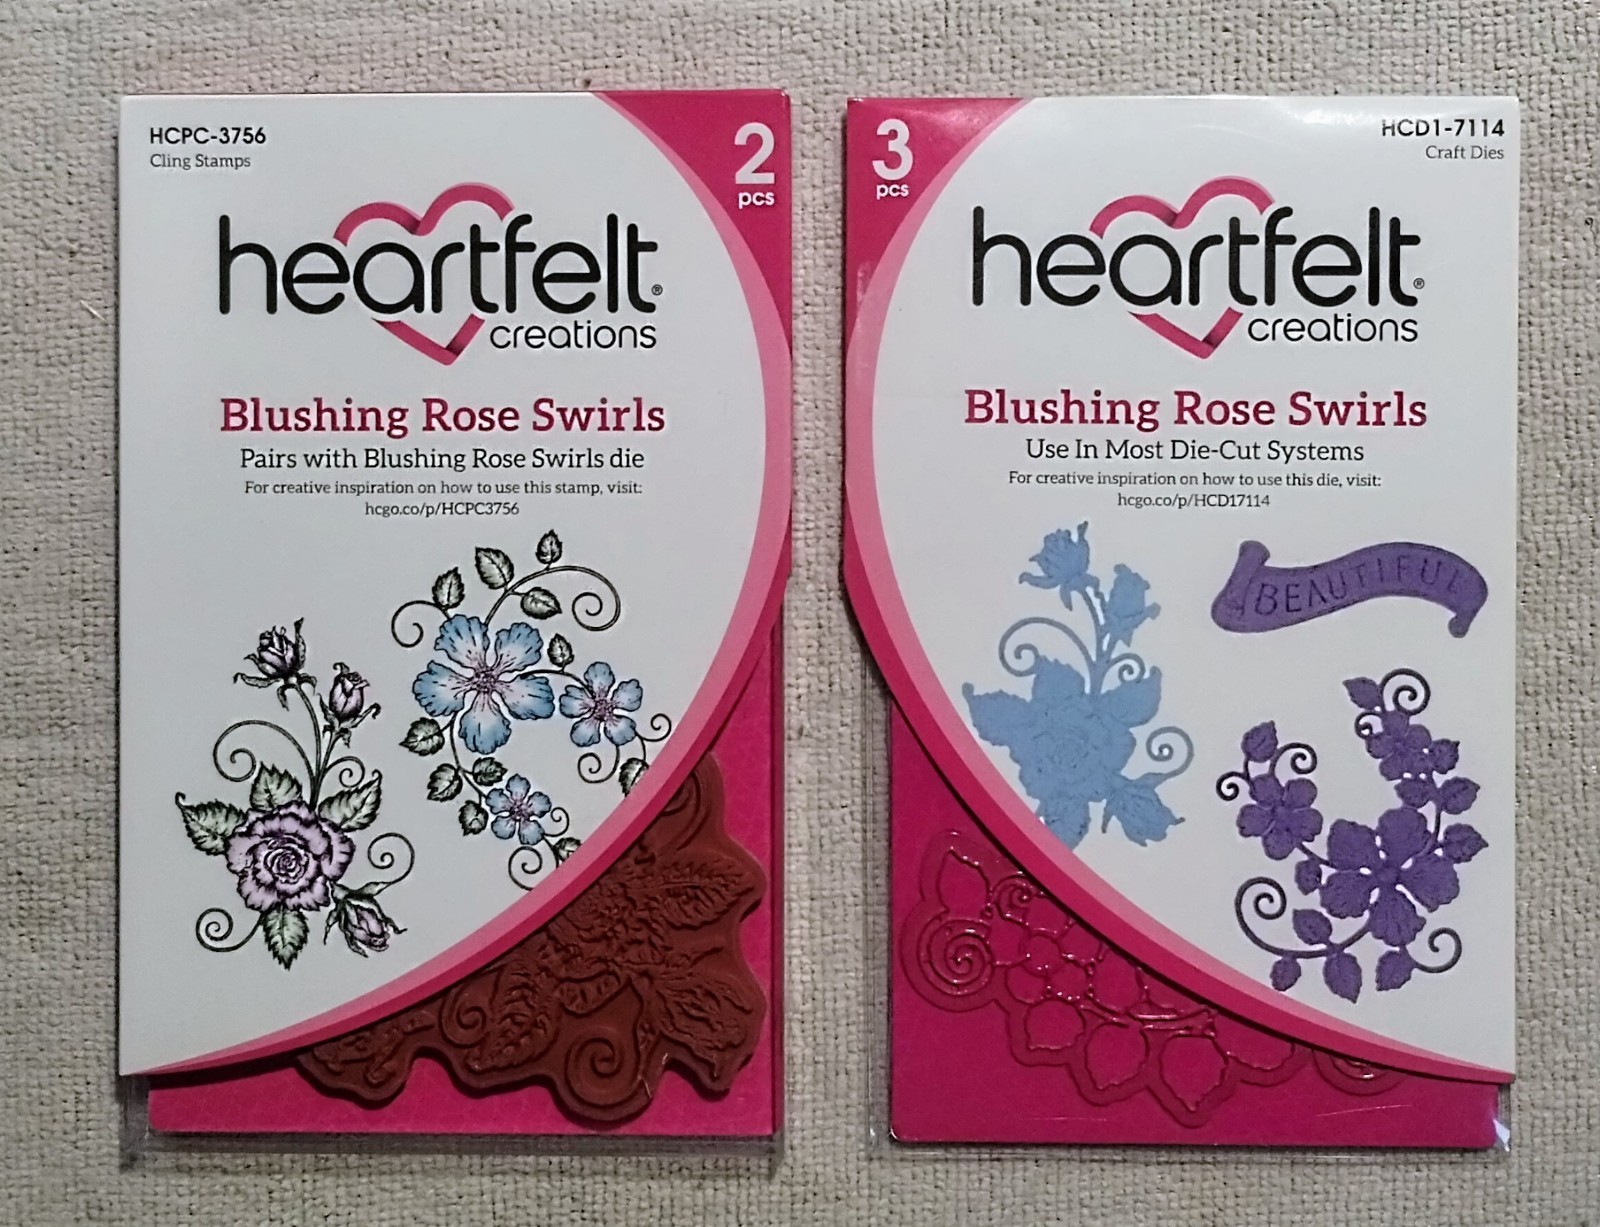 HCPC-3756
Cling Stamps
2
pcs
heartfelt®
creations
Blushing Rose Swirls
Pairs with Blushing Rose Swirls die
For creative inspiration on how to use this stamp, visit:
hcgo.co/p/HCPC3756
3
pcs
HCD1-7114
Craft Dies
heartfelt®
creations
Blushing Rose Swirls
Use In Most Die-Cut Systems
For creative inspiration on how to use this die, visit:
hcgo.co/p/HCD17114
BEAUTIFUL